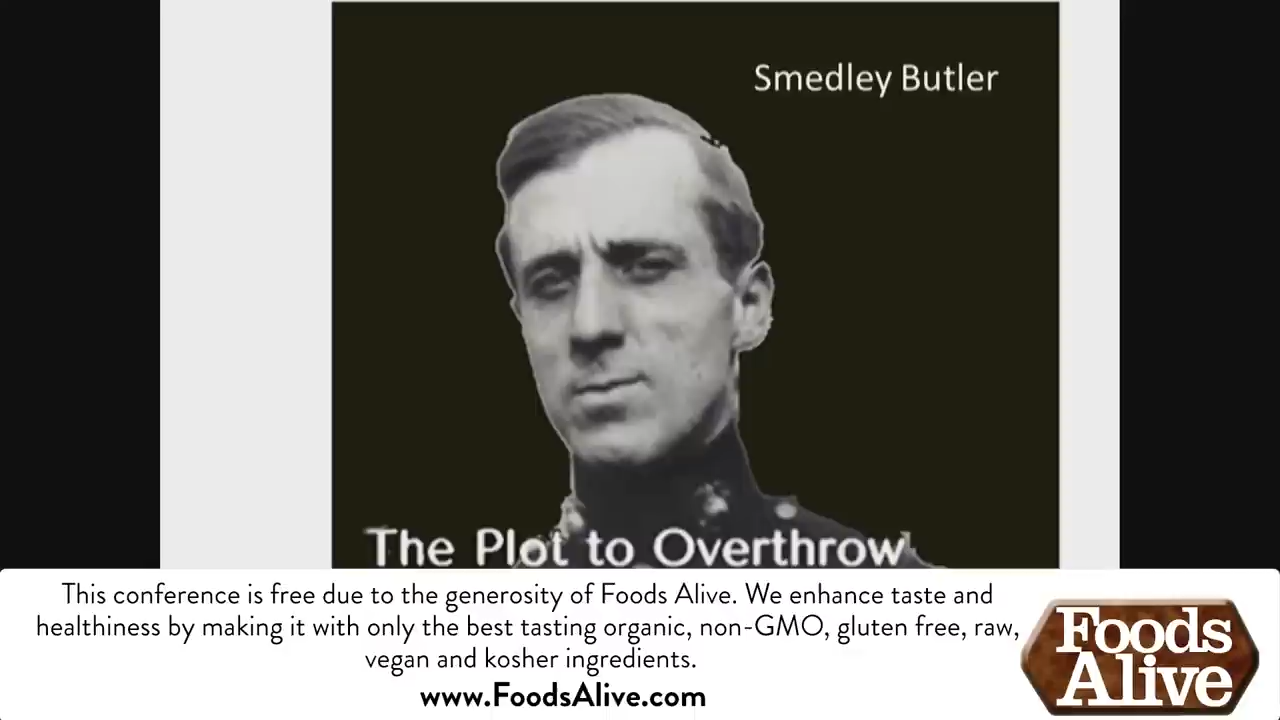 Smedley Butler
The Plot to Overthrow
This conference is free due to the generosity of Foods Alive. We enhance taste and
healthiness by making it with only the best tasting organic, non-GMO, gluten free, raw,
vegan and kosher ingredients.
www.FoodsAlive.com
Foods
Alive